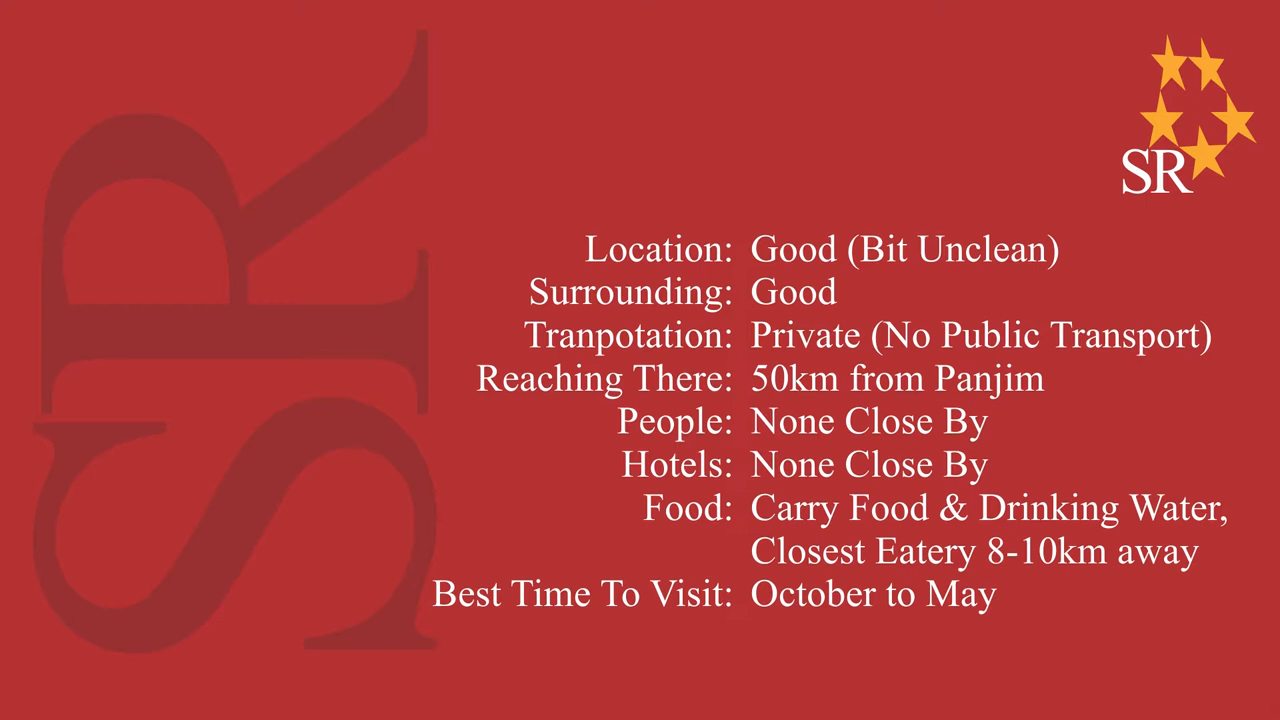 SR
SR
Location: Good (Bit Unclean)
Surrounding: Good
Tranpotation: Private (No Public Transport)
Reaching There: 50km from Panjim
People: None Close By
Hotels: None Close By
Food: Carry Food & Drinking Water,
Closest Eatery 8-10km away
Best Time To Visit: October to May